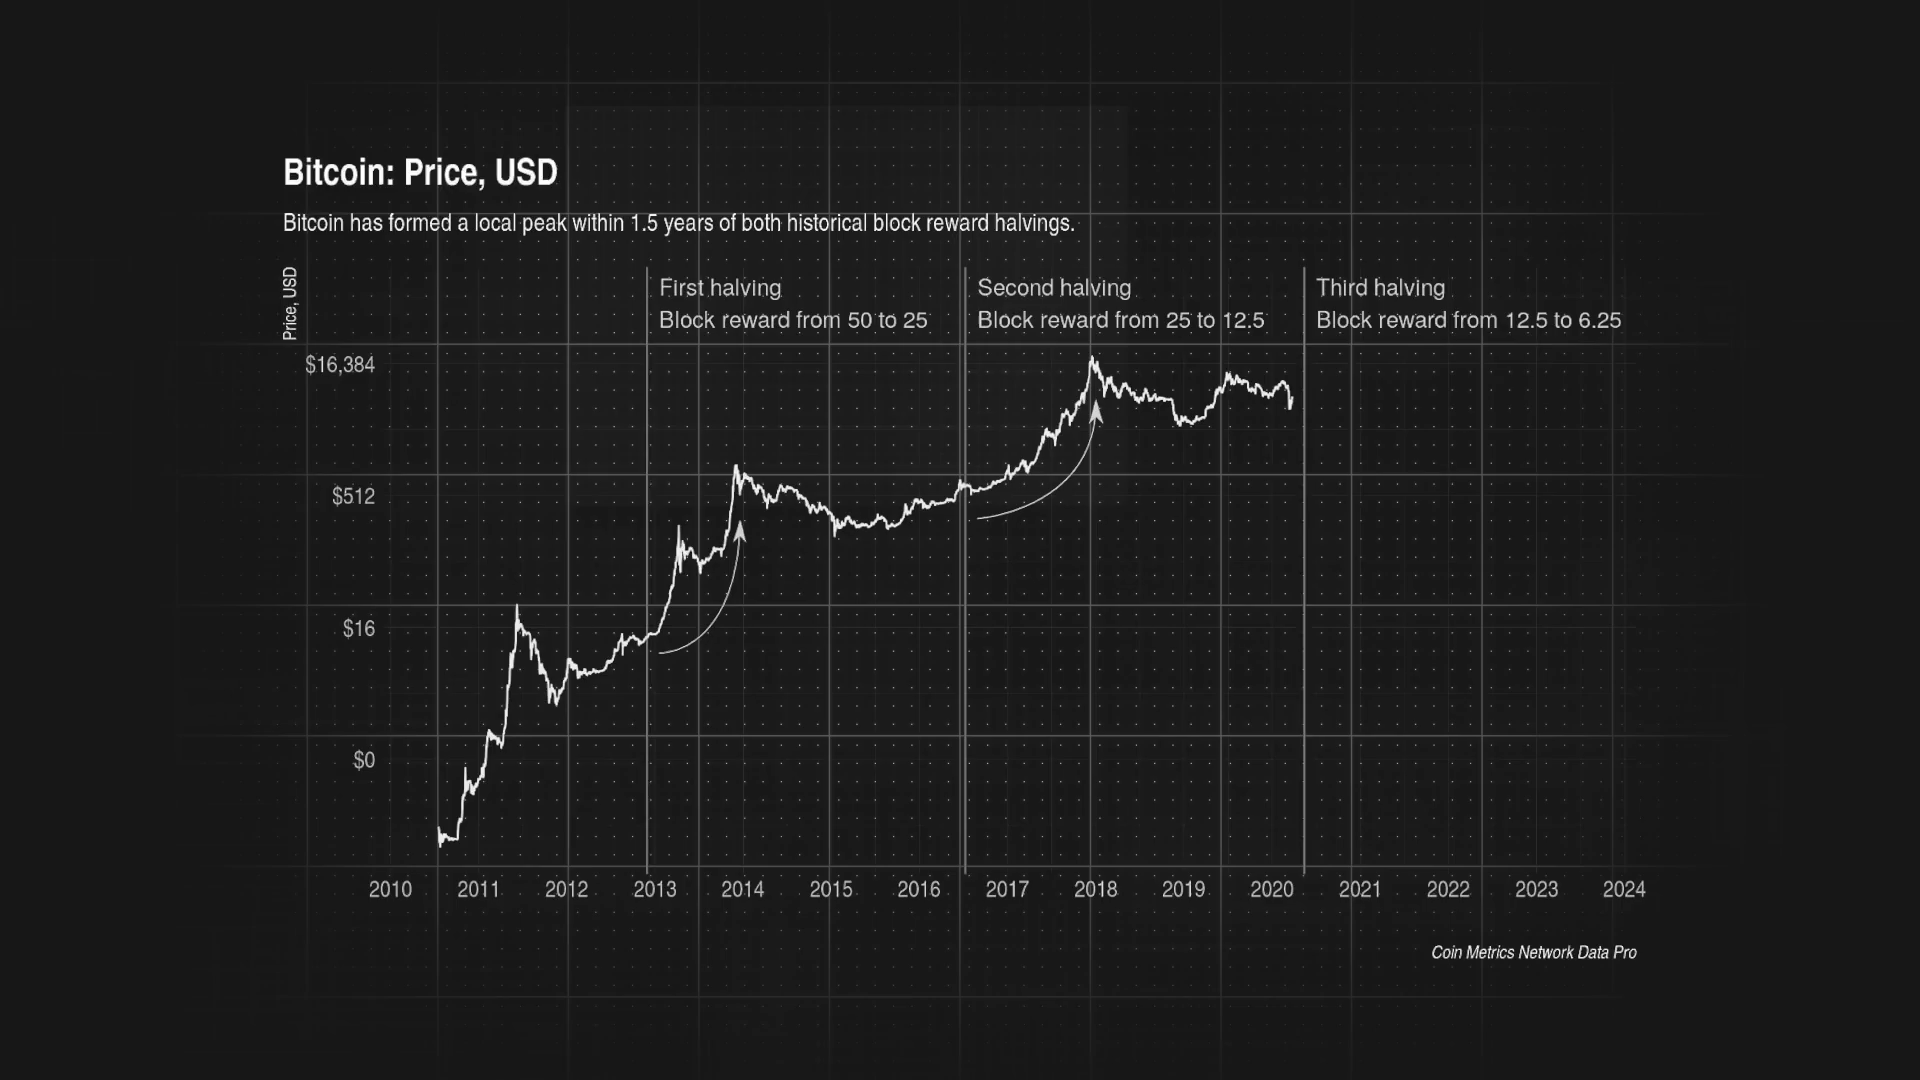 Bitcoin: Price, USD
Bitcoin has formed a local peak within 1.5 years of both historical block reward halvings.
Price, USD
First halving
Block reward from 50 to 25
Second halving
Block reward from 25 to 12.5
Third halving
Block reward from 12.5 to 6.25
$16,384
$512
$16
$0
2010 2011 2012 2013 2014 2015 2016 2017 2018 2019 2020 2021 2022 2023 2024
Coin Metrics Network Data Pro